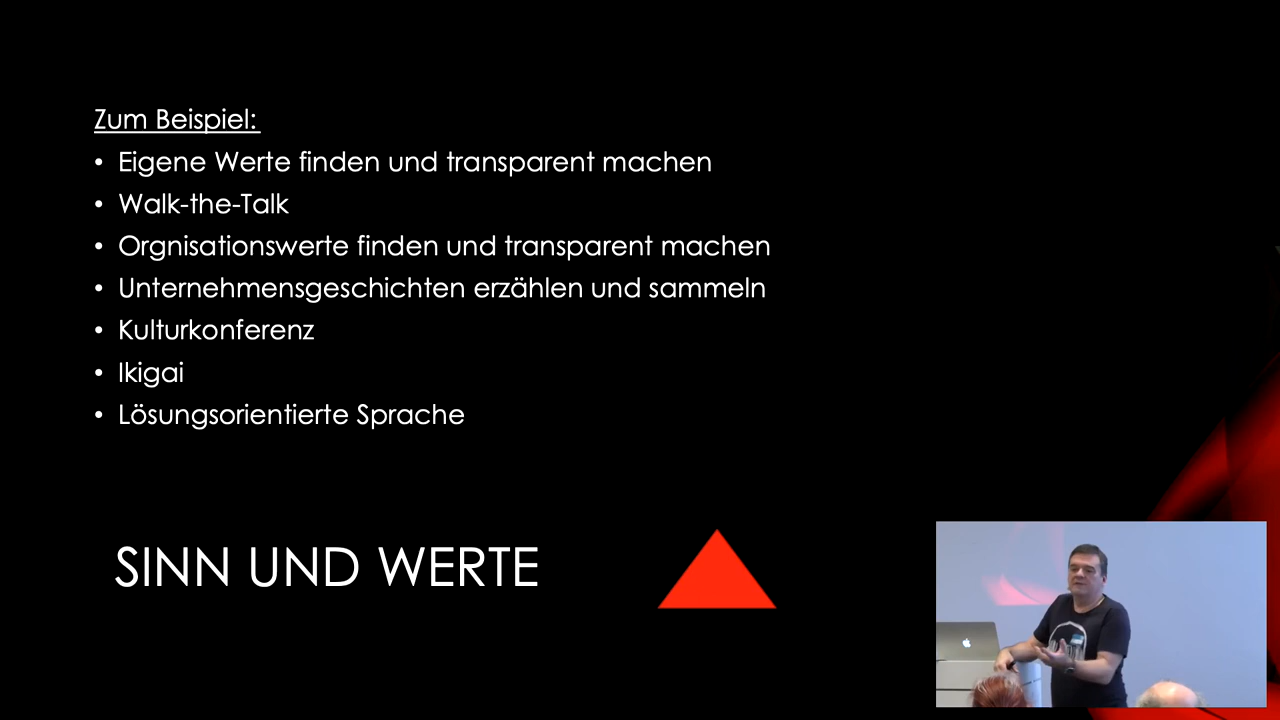 Zum Beispiel:
• Eigene Werte finden und transparent machen
• Walk-the-Talk
• Orgnisationswerte finden und transparent machen
• Unternehmensgeschichten erzählen und sammeln
• Kulturkonferenz
• Ikigai
• Lösungsorientierte Sprache
SINN UND WERTE